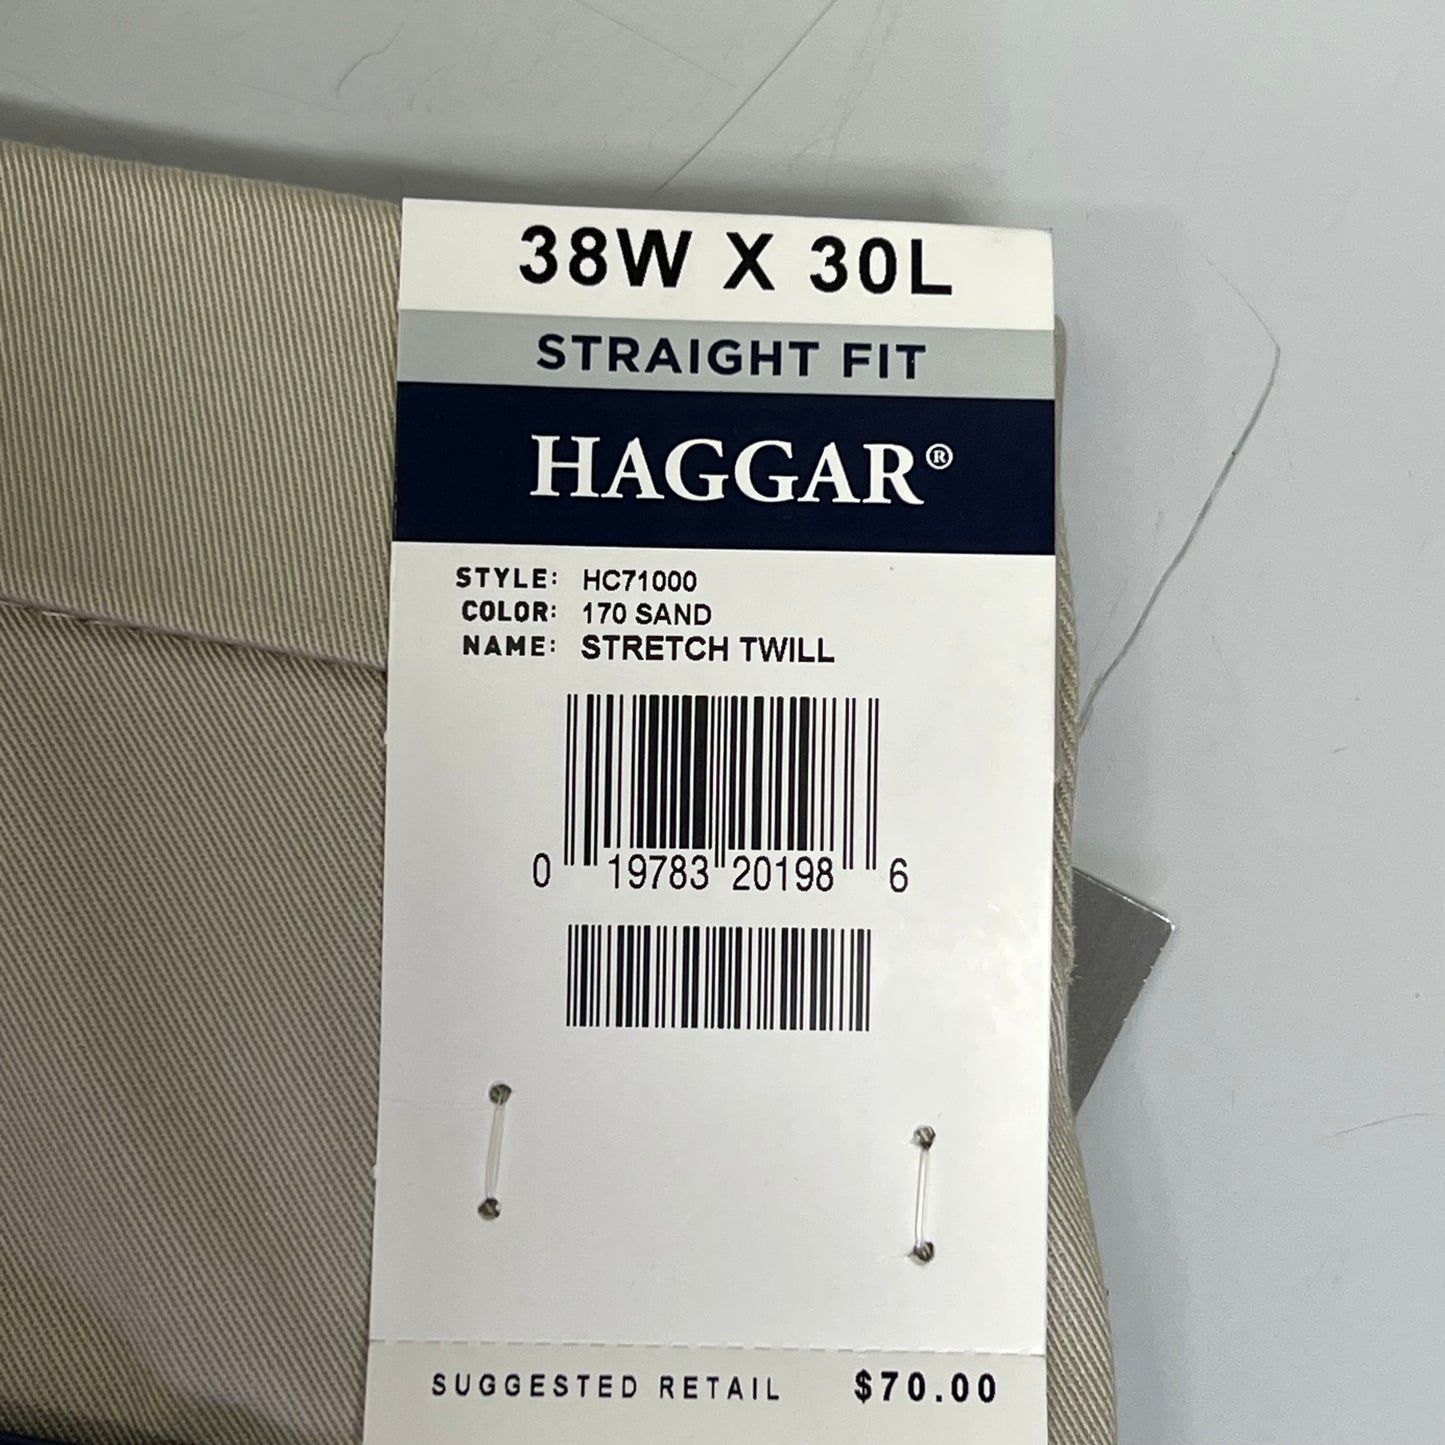 38W X 30L
STRAIGHT FIT
HAGGAR®
STYLE: HC71000
COLOR: 170 SAND
NAME: STRETCH TWILL
0 19783 20198 6
SUGGESTED RETAIL $70.00